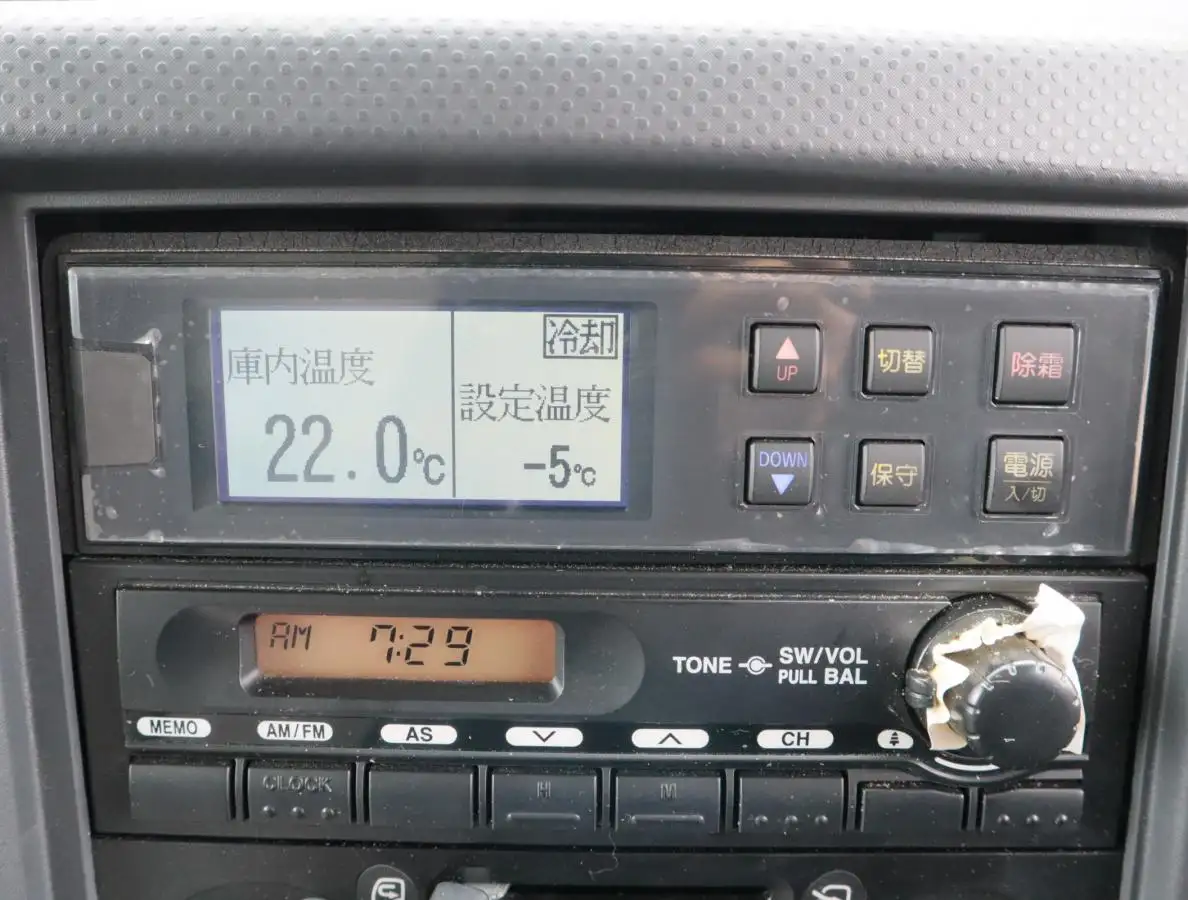 庫内温度
22.0℃
冷却
設定温度
-5℃
UP
切替
除霜
DOWN
保守
電源
入/切
AM 7:29
TONE
SW/VOL
PULL BAL
MEMO
AM/FM
AS
CH
CLOCK
H
M